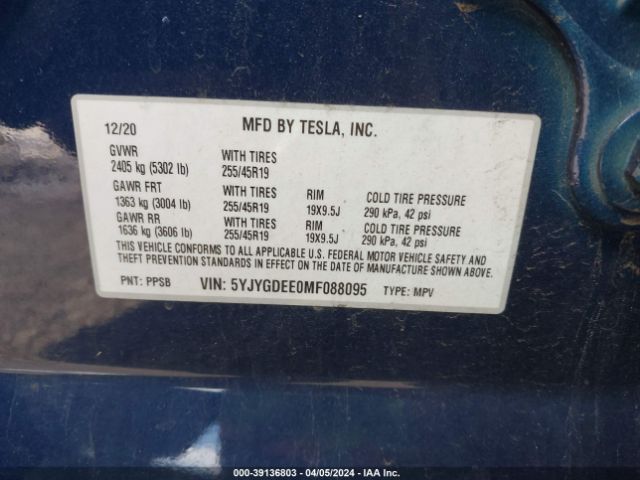 12/20 MFD BY TESLA, INC.
GVWR WITH TIRES
2405 kg (5302 lb) 255/45R19
GAWR FRT WITH TIRES RIM COLD TIRE PRESSURE
1363 kg (3004 lb) 255/45R19 19X9.5J 290 kPa, 42 psi
GAWR RR WITH TIRES RIM COLD TIRE PRESSURE
1636 kg (3606 lb) 255/45R19 19X9.5J 290 kPa, 42 psi
THIS VEHICLE CONFORMS TO ALL APPLICABLE U.S. FEDERAL MOTOR VEHICLE SAFETY AND
THEFT PREVENTION STANDARDS IN EFFECT ON THE DATE OF MANUFACTURE SHOWN ABOVE.
PNT: PPSB VIN: 5YJYGDEE0MF088095 TYPE: MPV
000-39136803 - 04/05/2024 - IAA Inc.